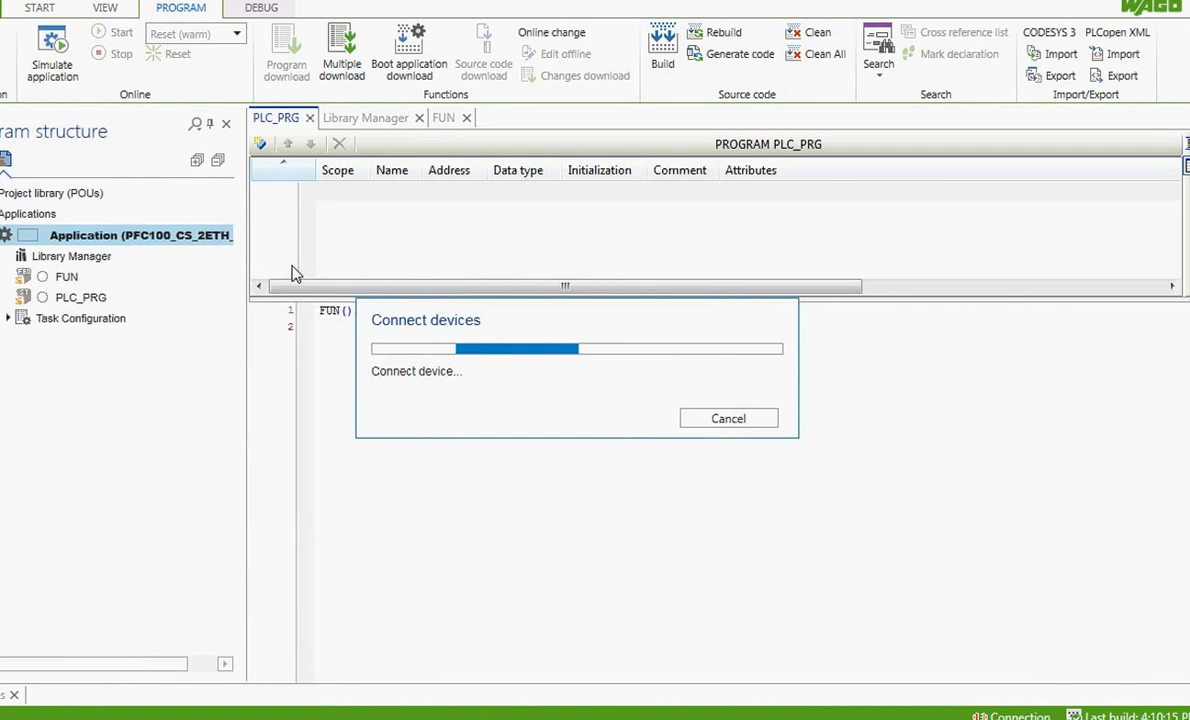 START VIEW PROGRAM DEBUG
WAGO
Simulate application
Start
Stop
Reset (warm)
Reset
Online
Program download
Multiple download
Boot application download
Source code download
Online change
Edit offline
Changes download
Functions
Build
Rebuild
Generate code
Clean
Clean All
Source code
Search
Cross reference list
Mark declaration
Search
CODESYS 3 PLCopen XML
Import Import
Export Export
Import/Export
ram structure
Project library (POUs)
Applications
Application (PFC100_CS_2ETH_
Library Manager
FUN
PLC_PRG
Task Configuration
PLC_PRG Library Manager FUN
PROGRAM PLC_PRG
Scope Name Address Data type Initialization Comment Attributes
1 FUN()
2
Connect devices
Connect device...
Cancel
s
Connection Last build: 4:10:15 P